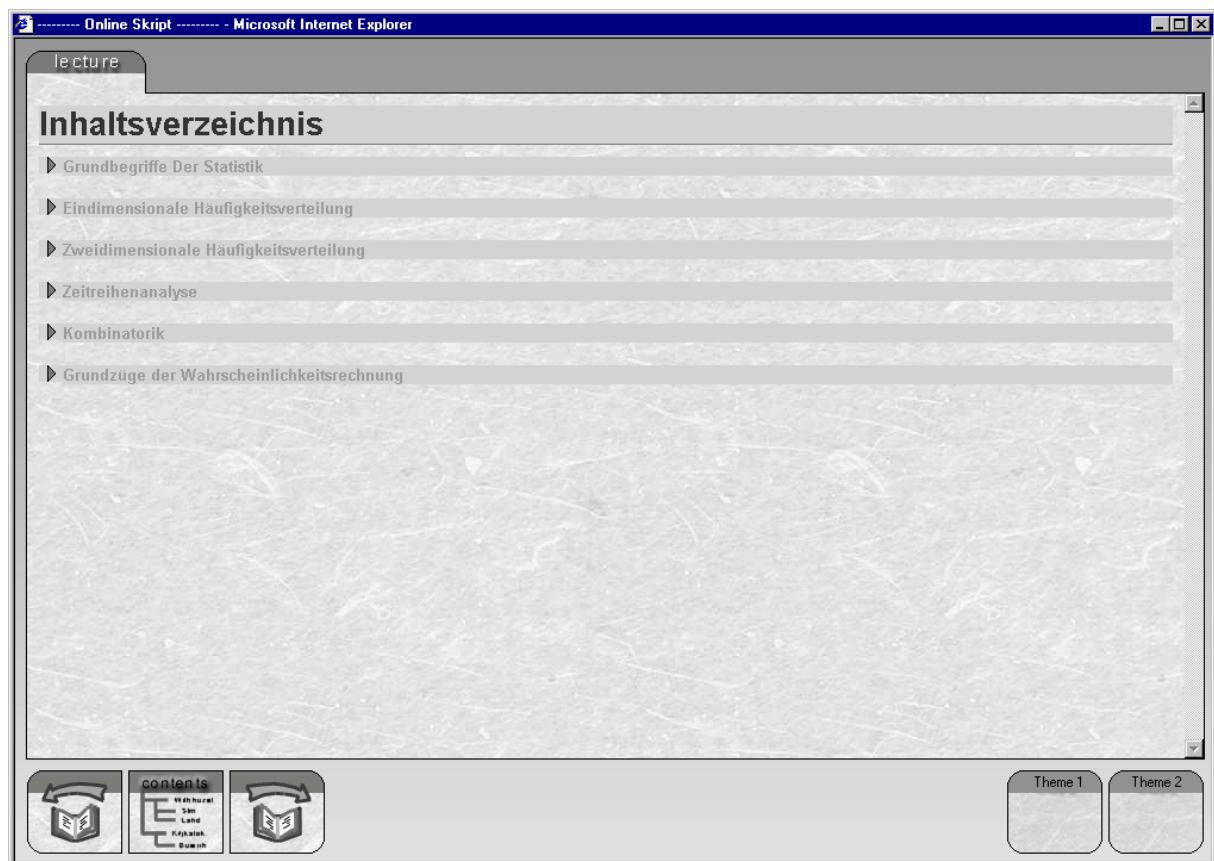 --------- Online Skript --------- - Microsoft Internet Explorer
lecture
Inhaltsverzeichnis
Grundbegriffe Der Statistik
Eindimensionale Häufigkeitsverteilung
Zweidimensionale Häufigkeitsverteilung
Zeitreihenanalyse
Kombinatorik
Grundzüge der Wahrscheinlichkeitsrechnung
contents
Land
Theme 1
Theme 2